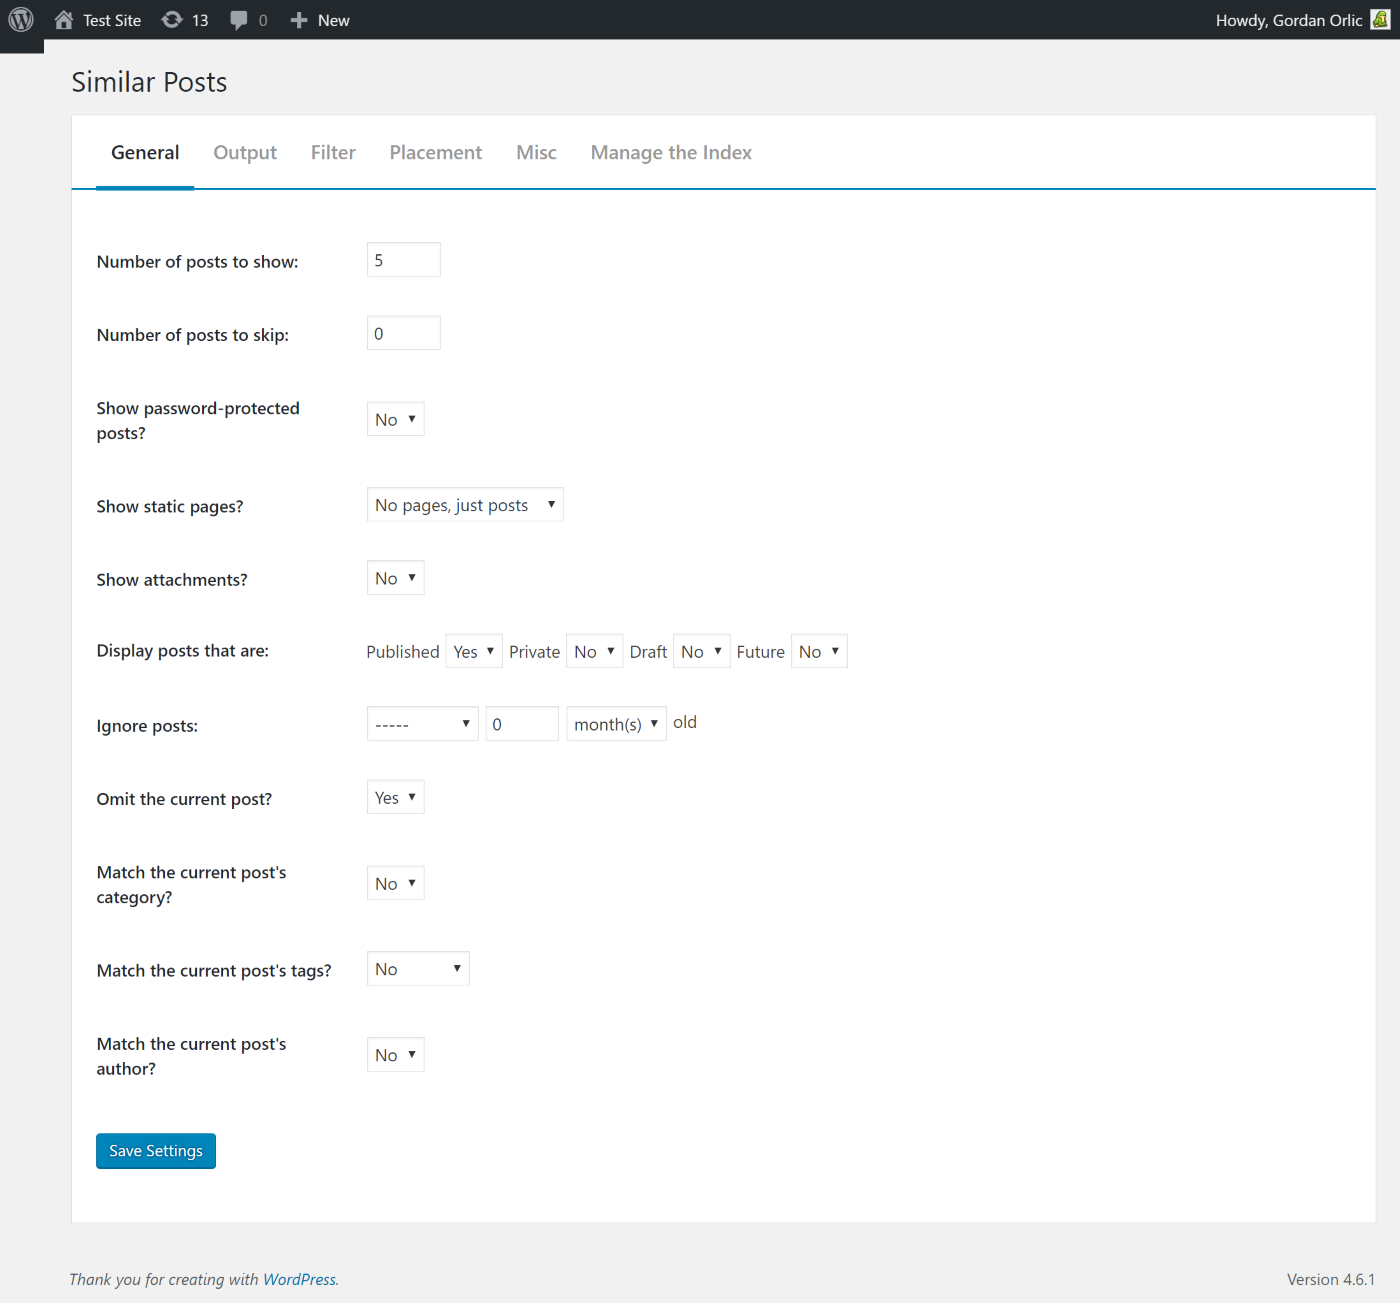 Test Site 13 0 New Howdy, Gordan Orlic
Similar Posts
General Output Filter Placement Misc Manage the Index
Number of posts to show: 5
Number of posts to skip: 0
Show password-protected
posts? No
Show static pages? No pages, just posts
Show attachments? No
Display posts that are: Published Yes Private No Draft No Future No
Ignore posts: ----- 0 month(s) old
Omit the current post? Yes
Match the current post's
category? No
Match the current post's tags? No
Match the current post's
author? No
Save Settings
Thank you for creating with WordPress. Version 4.6.1